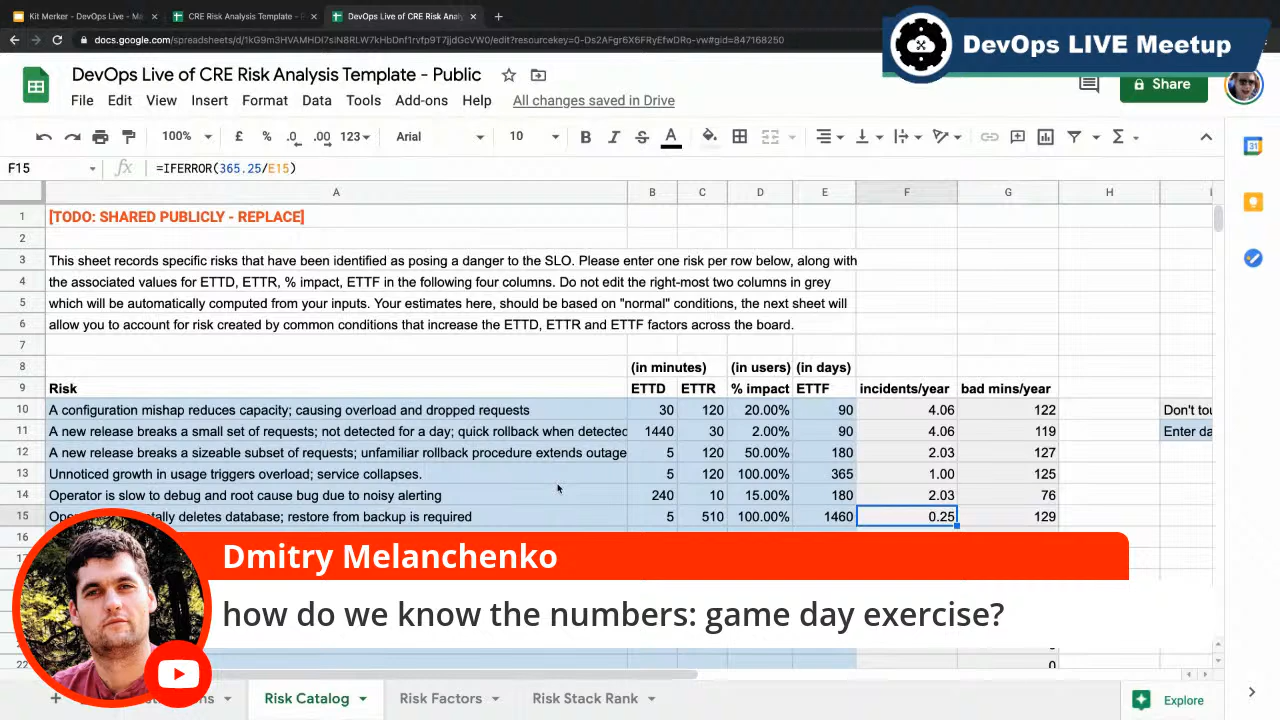 Kit Merker - DevOps Live - Ma
CRE Risk Analysis Template - P
DevOps Live of CRE Risk Analy
DevOps LIVE Meetup
DevOps Live of CRE Risk Analysis Template - Public
File Edit View Insert Format Data Tools Add-ons Help All changes saved in Drive
Share
100% £ % .0 .00 123 Arial 10 B I S A
F15 fx =IFERROR(365.25/E15)
A B C D E F G H
1 [TODO: SHARED PUBLICLY - REPLACE]
2
3 This sheet records specific risks that have been identified as posing a danger to the SLO. Please enter one risk per row below, along with
4 the associated values for ETTD, ETTR, % impact, ETTF in the following four columns. Do not edit the right-most two columns in grey
5 which will be automatically computed from your inputs. Your estimates here, should be based on "normal" conditions, the next sheet will
6 allow you to account for risk created by common conditions that increase the ETTD, ETTR and ETTF factors across the board.
7
8 (in minutes) (in users) (in days)
9 Risk ETTD ETTR % impact ETTF incidents/year bad mins/year
10 A configuration mishap reduces capacity; causing overload and dropped requests 30 120 20.00% 90 4.06 122 Don't tou
11 A new release breaks a small set of requests; not detected for a day; quick rollback when detected 1440 30 2.00% 90 4.06 119 Enter da
12 A new release breaks a sizeable subset of requests; unfamiliar rollback procedure extends outage 5 120 50.00% 180 2.03 127
13 Unnoticed growth in usage triggers overload; service collapses. 5 120 100.00% 365 1.00 125
14 Operator is slow to debug and root cause bug due to noisy alerting 240 10 15.00% 180 2.03 76
15 deletes database; restore from backup is required 5 510 100.00% 1460 0.25 129
16
Dmitry Melanchenko
how do we know the numbers: game day exercise?
22
Risk Catalog Risk Factors Risk Stack Rank Explore